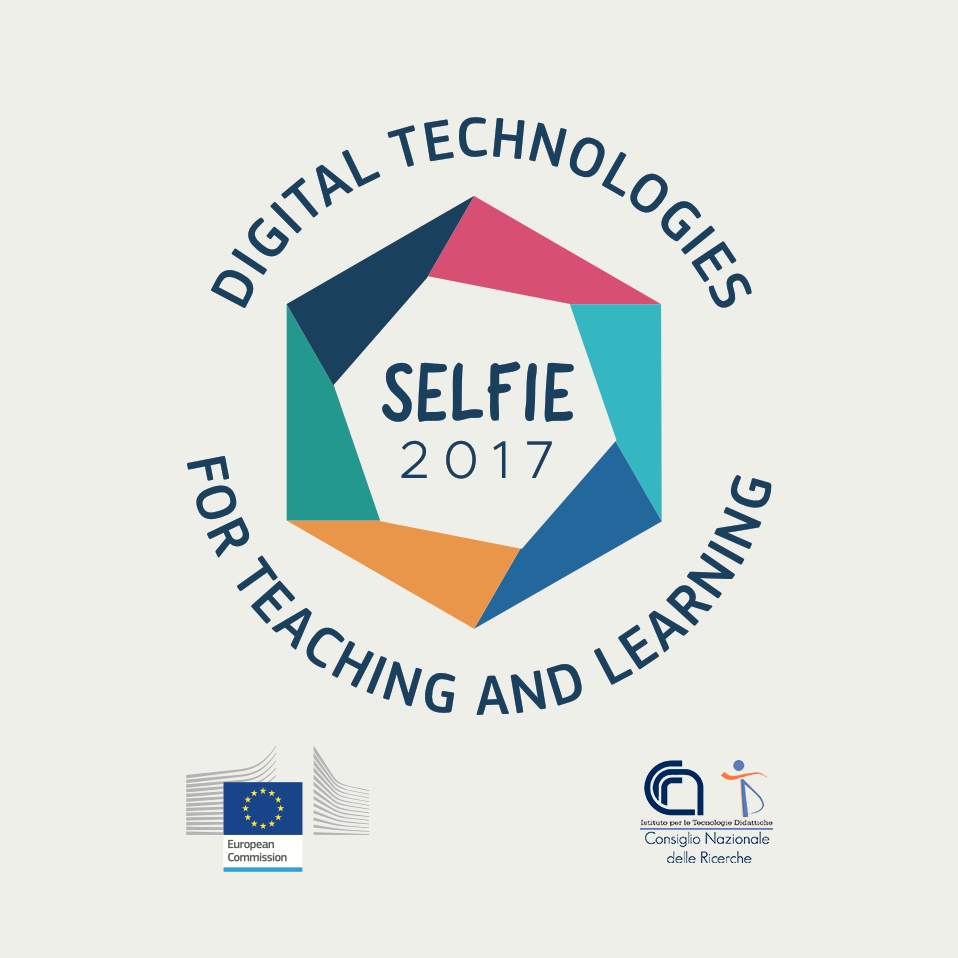 DIGITAL TECHNOLOGIES
SELFIE
2017
FOR TEACHING AND LEARNING
European
Commission
Istituto per le Tecnologie Didattiche
Consiglio Nazionale
delle Ricerche